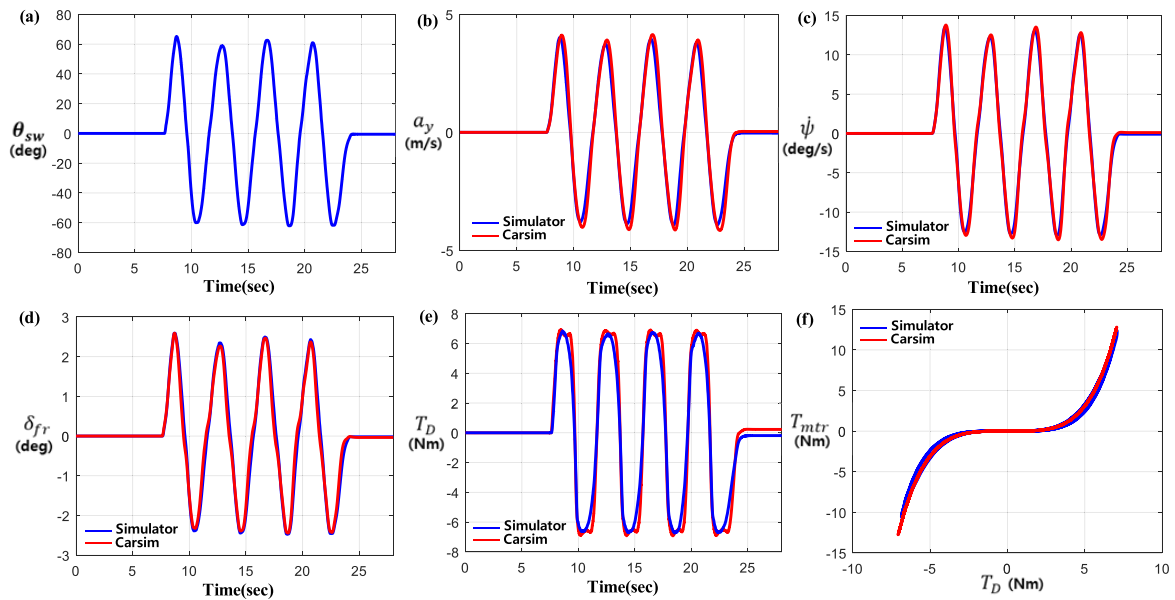 (a)
80
60
40
20
0
-20
-40
-60
-80
θsw
(deg)
0 5 10 15 20 25
Time(sec)
(b)
5
0
-5
ay
(m/s)
Simulator
Carsim
0 5 10 15 20 25
Time(sec)
(c)
15
10
5
0
-5
-10
-15
ψ̇
(deg/s)
Simulator
Carsim
0 5 10 15 20 25
Time(sec)
(d)
3
2
1
0
-1
-2
-3
δfr
(deg)
Simulator
Carsim
0 5 10 15 20 25
Time(sec)
(e)
8
6
4
2
0
-2
-4
-6
-8
TD
(Nm)
Simulator
Carsim
0 5 10 15 20 25
Time(sec)
(f)
15
10
5
0
-5
-10
-15
Tmtr
(Nm)
Simulator
Carsim
-10 -5 0 5 10
TD (Nm)